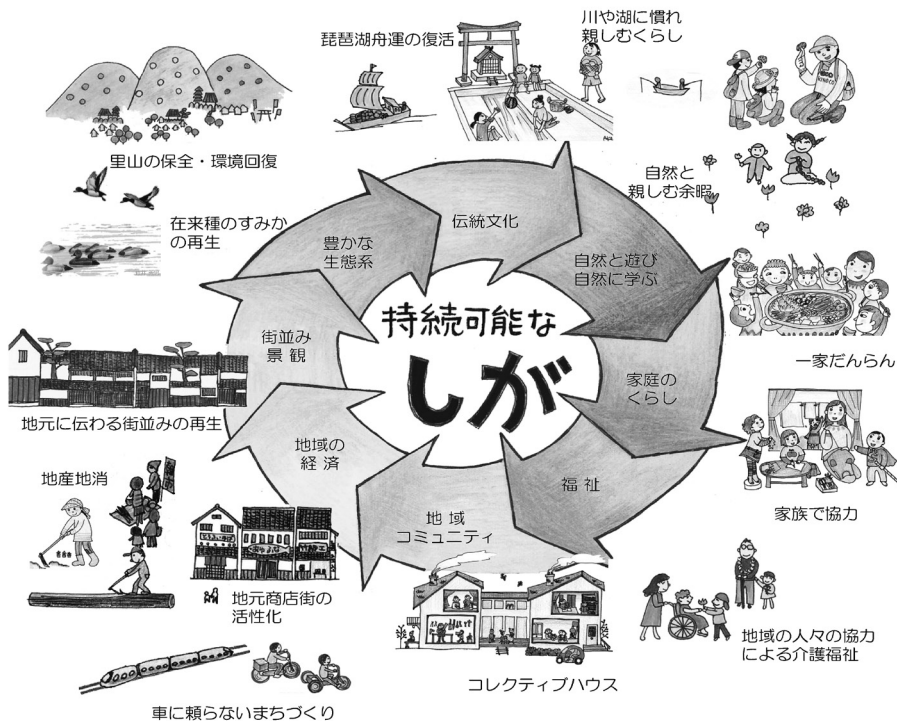 琵琶湖舟運の復活
川や湖に慣れ
親しむくらし
里山の保全・環境回復
自然と
親しむ余暇
在来種のすみか
の再生
伝統文化
豊かな
生態系
自然と遊び
自然に学ぶ
持続可能な
しが
街並み
景観
家庭の
くらし
一家だんらん
地元に伝わる街並みの再生
地域の
経済
福祉
地域
コミュニティ
地産地消
家族で協力
地元商店街の
活性化
地域の人々の協力
による介護福祉
コレクティブハウス
車に頼らないまちづくり